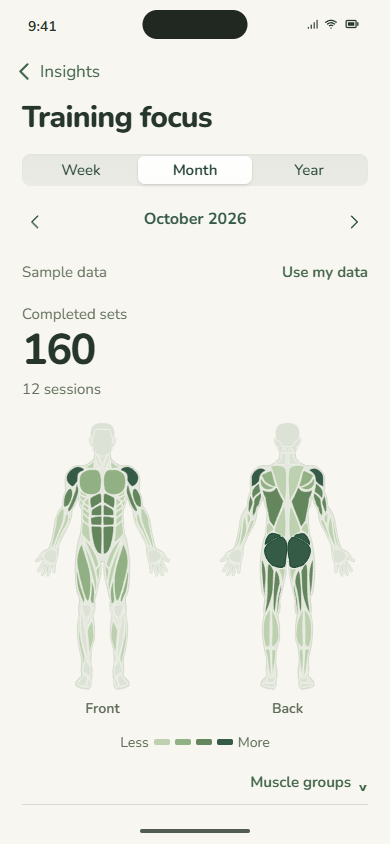 9:41
Insights
Training focus
Week Month Year
October 2026
Sample data Use my data
Completed sets
160
12 sessions
Front Back
Less More
Muscle groups